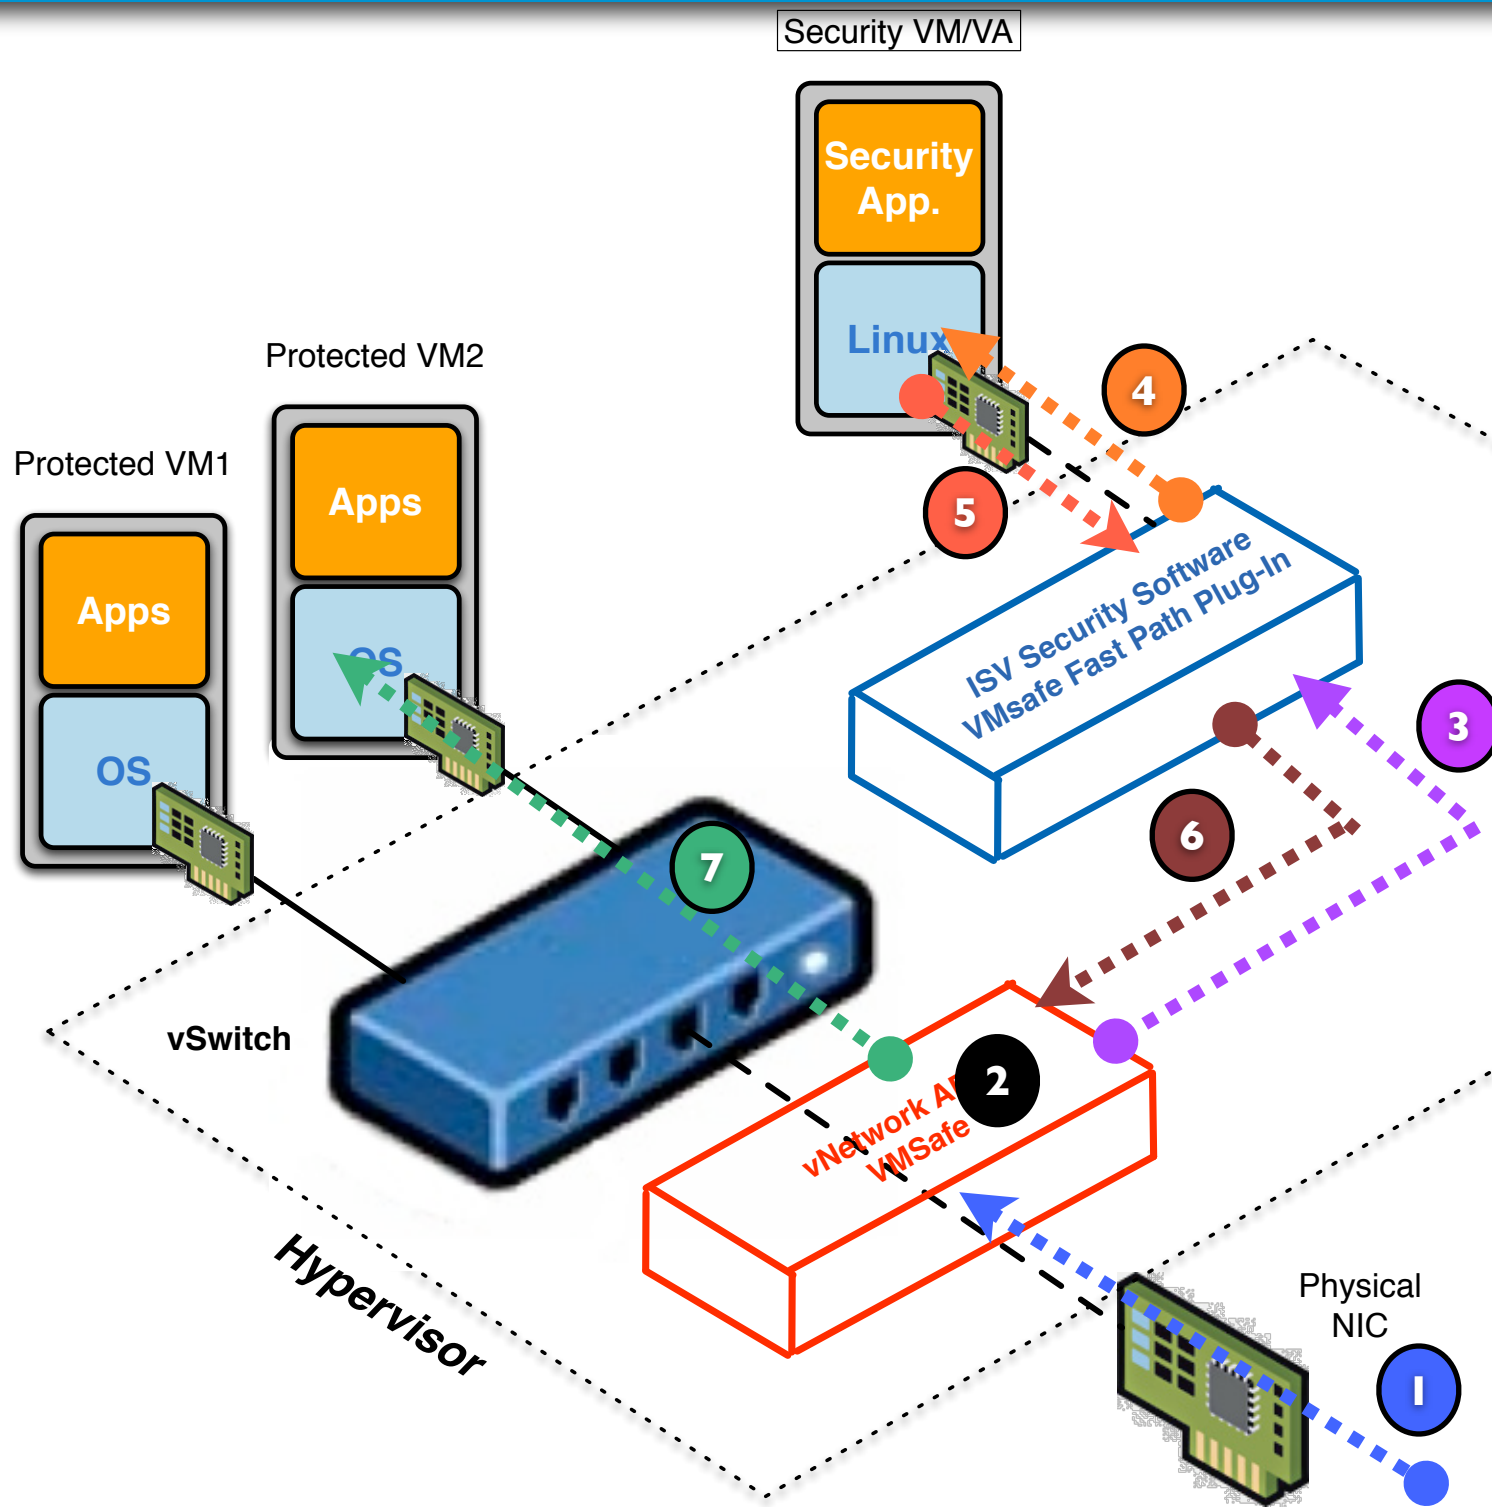 Security VM/VA
Security
App.
Linux
4
5
Protected VM2
Apps
OS
Protected VM1
Apps
OS
ISV Security Software
VMsafe Fast Path Plug-In
3
6
7
vSwitch
2
vNetwork
VMSafe
Hypervisor
Physical
NIC
1